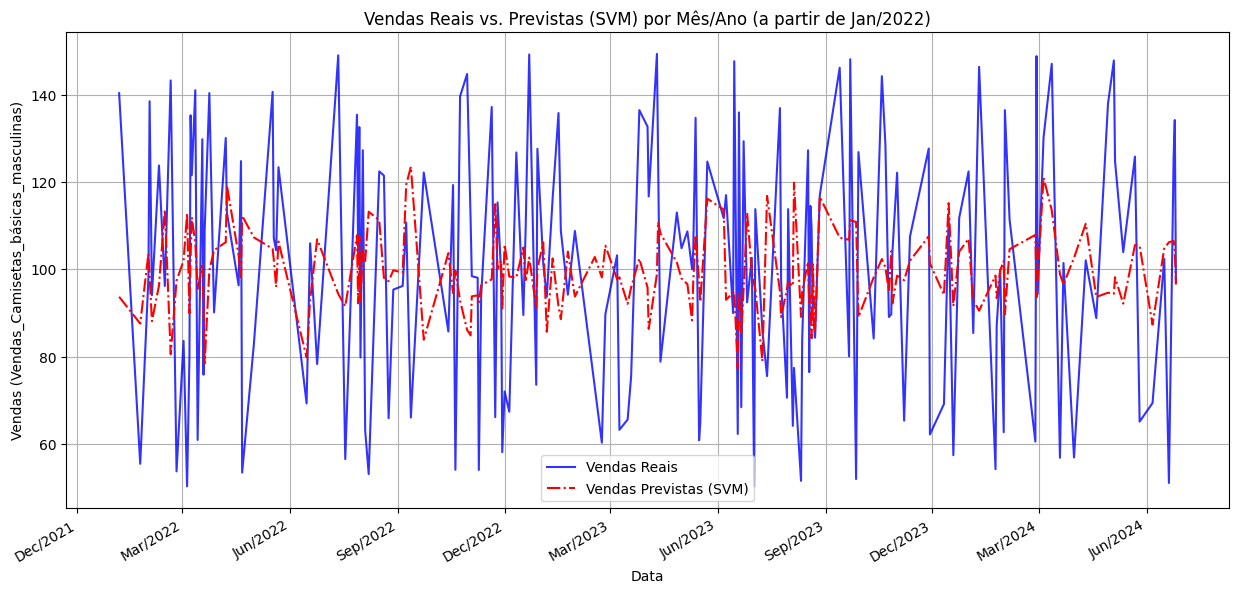 Vendas Reais vs. Previstas (SVM) por Mês/Ano (a partir de Jan/2022)
Vendas (Vendas_Camisetas_básicas_masculinas)
140
120
100
80
60
Vendas Reais
Vendas Previstas (SVM)
Dec/2021
Mar/2022
Jun/2022
Sep/2022
Dec/2022
Mar/2023
Jun/2023
Sep/2023
Dec/2023
Mar/2024
Jun/2024
Data